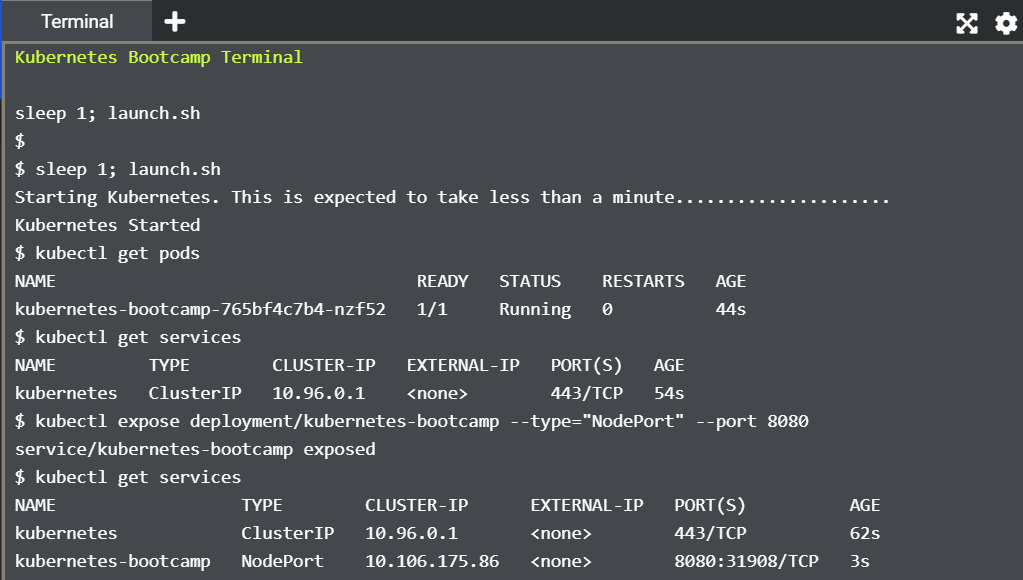 Terminal
Kubernetes Bootcamp Terminal
sleep 1; launch.sh
$
$ sleep 1; launch.sh
Starting Kubernetes. This is expected to take less than a minute.....................
Kubernetes Started
$ kubectl get pods
NAME                                   READY   STATUS    RESTARTS   AGE
kubernetes-bootcamp-765bf4c7b4-nzf52   1/1     Running   0          44s
$ kubectl get services
NAME         TYPE        CLUSTER-IP   EXTERNAL-IP   PORT(S)   AGE
kubernetes   ClusterIP   10.96.0.1    <none>        443/TCP   54s
$ kubectl expose deployment/kubernetes-bootcamp --type="NodePort" --port 8080
service/kubernetes-bootcamp exposed
$ kubectl get services
NAME                  TYPE        CLUSTER-IP      EXTERNAL-IP   PORT(S)          AGE
kubernetes            ClusterIP   10.96.0.1       <none>        443/TCP          62s
kubernetes-bootcamp   NodePort    10.106.175.86   <none>        8080:31908/TCP   3s